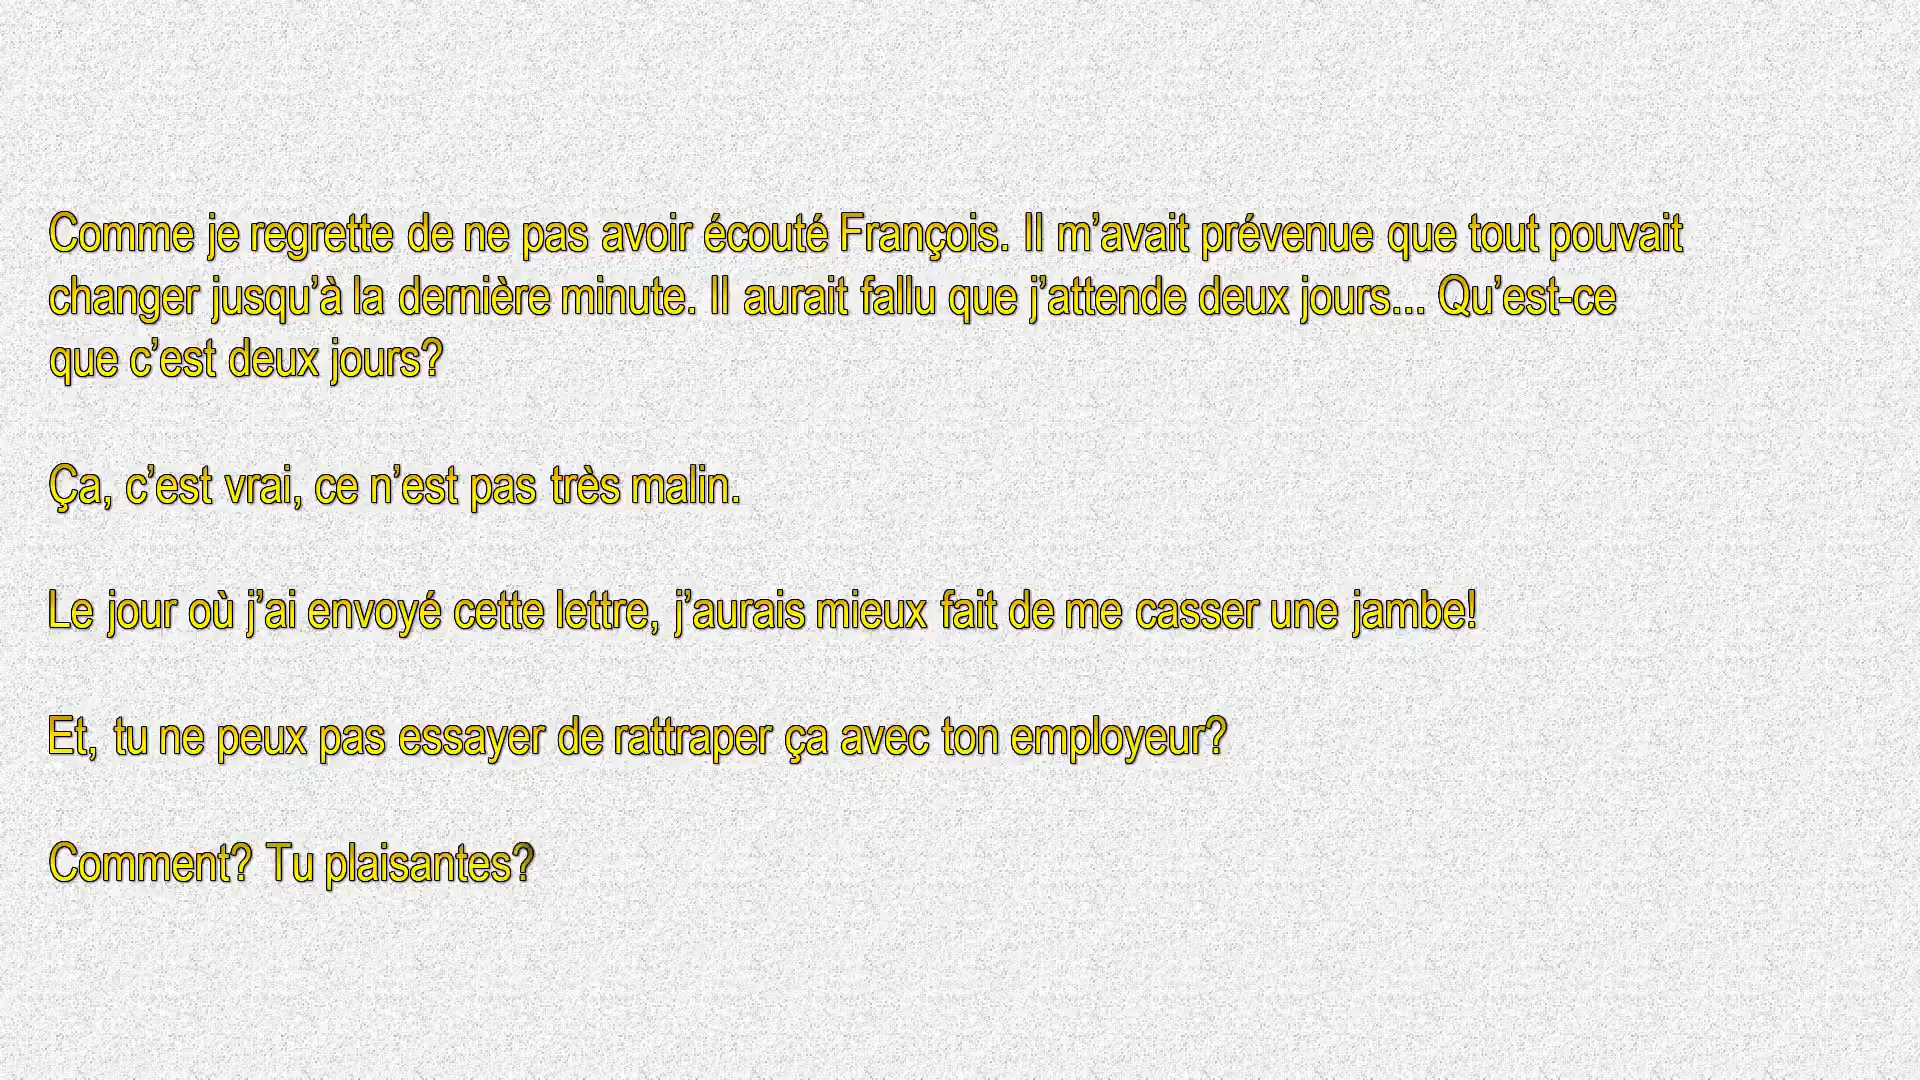 Comme je regrette de ne pas avoir écouté François. Il m’avait prévenue que tout pouvait
changer jusqu’à la dernière minute. Il aurait fallu que j’attende deux jours... Qu’est-ce
que c’est deux jours?
Ça, c’est vrai, ce n’est pas très malin.
Le jour où j’ai envoyé cette lettre, j’aurais mieux fait de me casser une jambe!
Et, tu ne peux pas essayer de rattraper ça avec ton employeur?
Comment? Tu plaisantes?